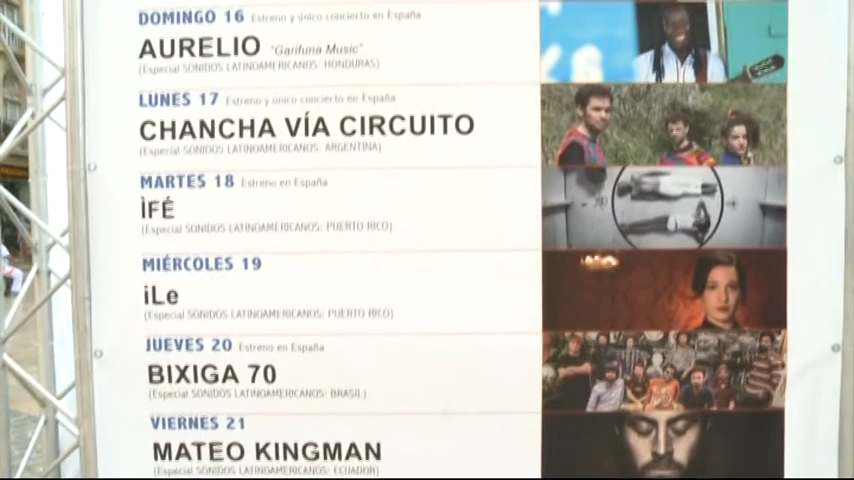 DOMINGO 16 Estreno y único concierto en España
AURELIO "Garifuna Music"
(Especial SONIDOS LATINOAMERICANOS: HONDURAS)
LUNES 17 Estreno y único concierto en España
CHANCHA VÍA CIRCUITO
(Especial SONIDOS LATINOAMERICANOS: ARGENTINA)
MARTES 18 Estreno en España
ÌFÉ
(Especial SONIDOS LATINOAMERICANOS: PUERTO RICO)
MIÉRCOLES 19
iLe
(Especial SONIDOS LATINOAMERICANOS: PUERTO RICO)
JUEVES 20 Estreno en España
BIXIGA 70
(Especial SONIDOS LATINOAMERICANOS: BRASIL)
VIERNES 21
MATEO KINGMAN
(Especial SONIDOS LATINOAMERICANOS: ECUADOR)